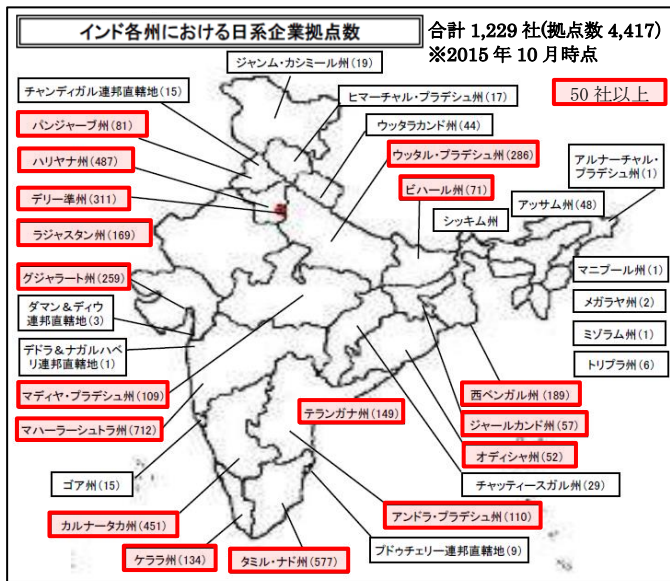 インド各州における日系企業拠点数
合計 1,229 社(拠点数 4,417)
※2015 年 10 月時点
50 社以上
ジャンム・カシミール州(19)
チャンディガル連邦直轄地(15)
ヒマーチャル・プラデシュ州(17)
パンジャーブ州(81)
ウッタラカンド州(44)
ハリヤナ州(487)
ウッタル・プラデシュ州(286)
アルナーチャル・
プラデシュ州(1)
デリー準州(311)
ビハール州(71)
アッサム州(48)
シッキム州
ラジャスタン州(169)
グジャラート州(259)
マニプール州(1)
ダマン&ディウ
連邦直轄地(3)
メガラヤ州(2)
デドラ&ナガルハベ
リ連邦直轄地(1)
ミゾラム州(1)
トリプラ州(6)
マディヤ・プラデシュ州(109)
西ベンガル州(189)
テランガナ州(149)
マハーラーシュトラ州(712)
ジャールカンド州(57)
オディシャ州(52)
ゴア州(15)
チャッティースガル州(29)
カルナータカ州(451)
アンドラ・プラデシュ州(110)
ケララ州(134)
タミル・ナド州(577)
プドゥチェリー連邦直轄地(9)